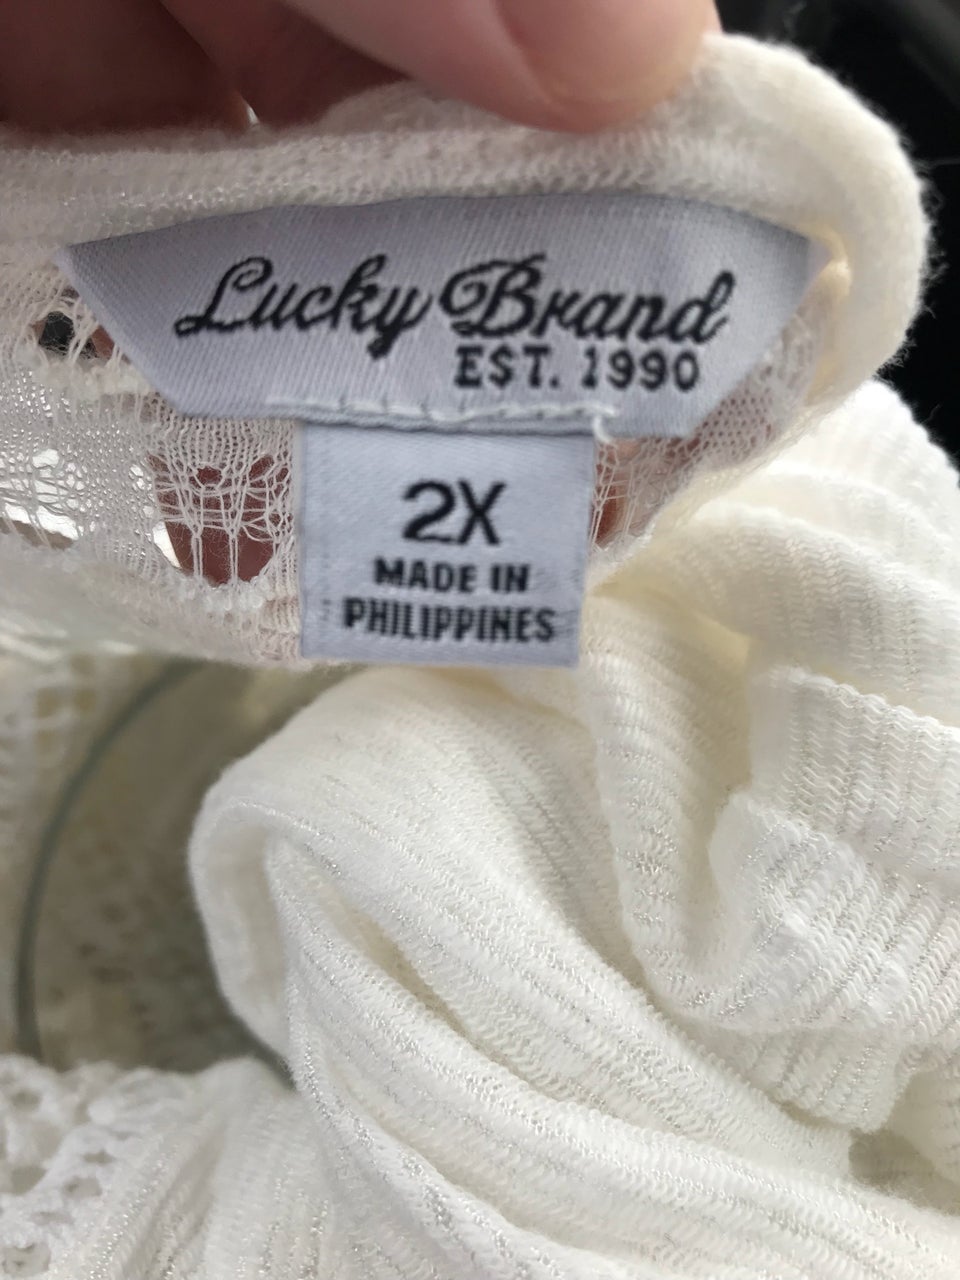 Lucky Brand
EST. 1990
2X
MADE IN
PHILIPPINES